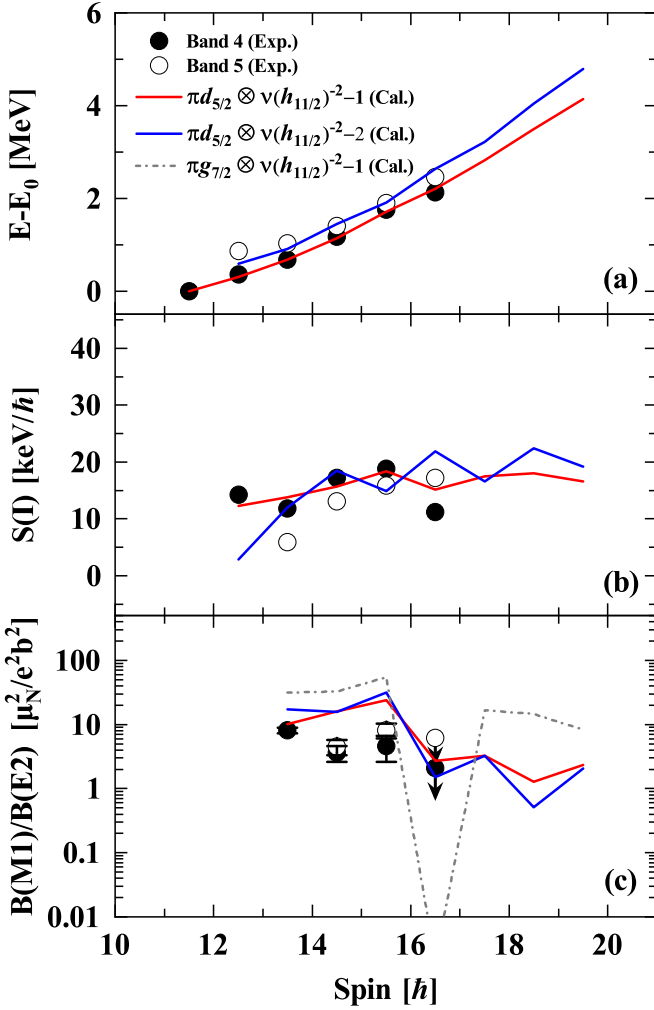 6
4
2
0
E-E₀ [MeV]
Band 4 (Exp.)
Band 5 (Exp.)
πd₅/₂ ⊗ ν(h₁₁/₂)⁻²−1 (Cal.)
πd₅/₂ ⊗ ν(h₁₁/₂)⁻²−2 (Cal.)
πg₇/₂ ⊗ ν(h₁₁/₂)⁻²−1 (Cal.)
(a)
40
30
20
10
0
S(I) [keV/ℏ]
(b)
100
10
1
0.1
0.01
B(M1)/B(E2) [μ²_N/e²b²]
(c)
10 12 14 16 18 20
Spin [ℏ]